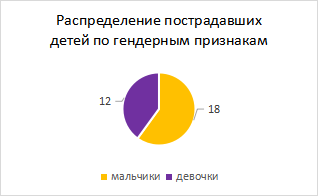 Распределение пострадавших
детей по гендерным признакам
12
18
мальчики девочки